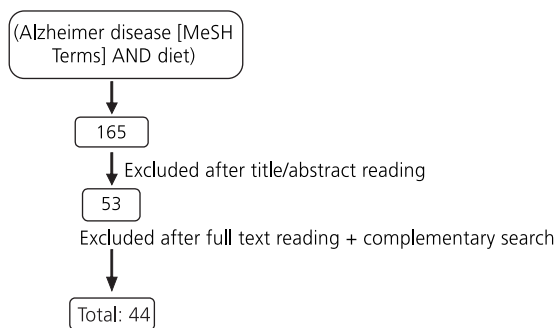 (Alzheimer disease [MeSH
Terms] AND diet)
165
Excluded after title/abstract reading
53
Excluded after full text reading + complementary search
Total: 44